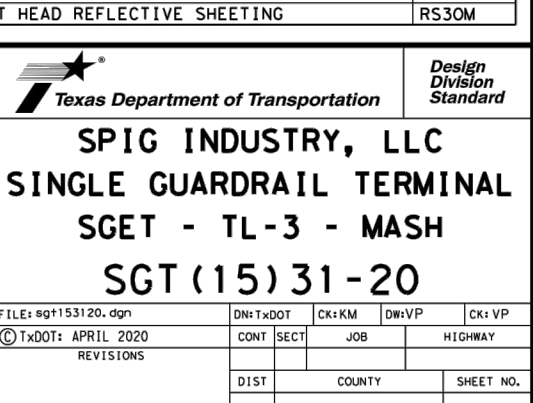 T HEAD REFLECTIVE SHEETING RS30M
® Texas Department of Transportation
Design
Division
Standard
SPIG INDUSTRY, LLC
SINGLE GUARDRAIL TERMINAL
SGET - TL-3 - MASH
SGT(15)31-20
FILE: sgt153120.dgn DN:TxDOT CK:KM DW:VP CK:VP
© TxDOT: APRIL 2020 CONT SECT JOB HIGHWAY
REVISIONS
DIST COUNTY SHEET NO.